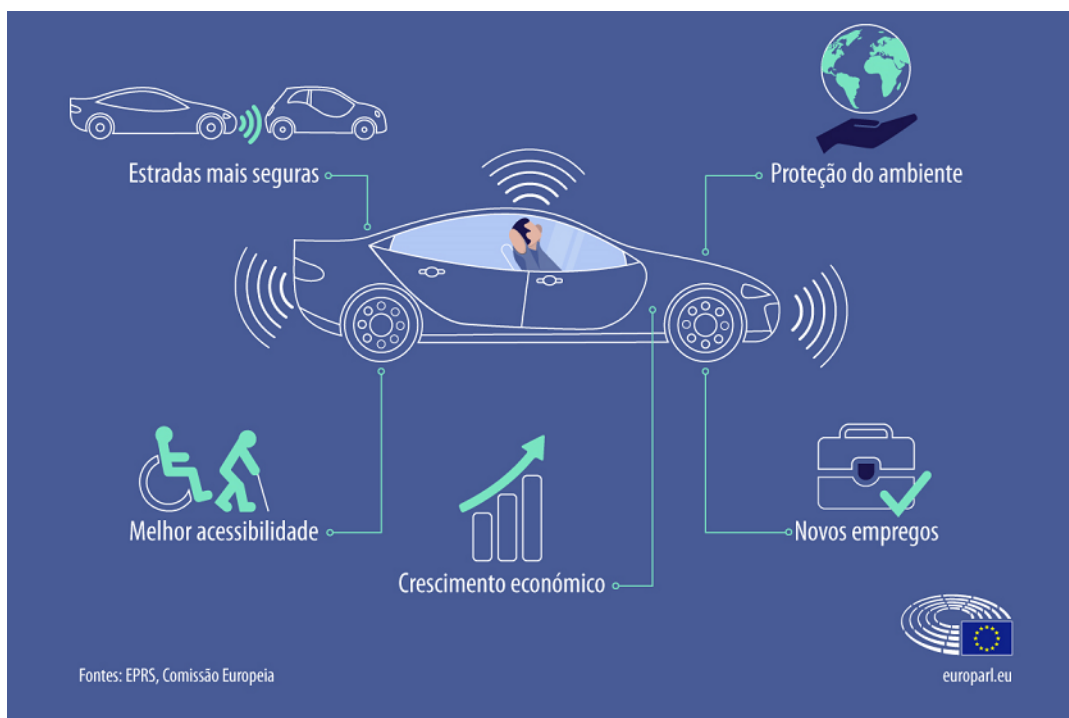 Estradas mais seguras
Proteção do ambiente
Melhor acessibilidade
Crescimento económico
Novos empregos
Fontes: EPRS, Comissão Europeia
europarl.eu